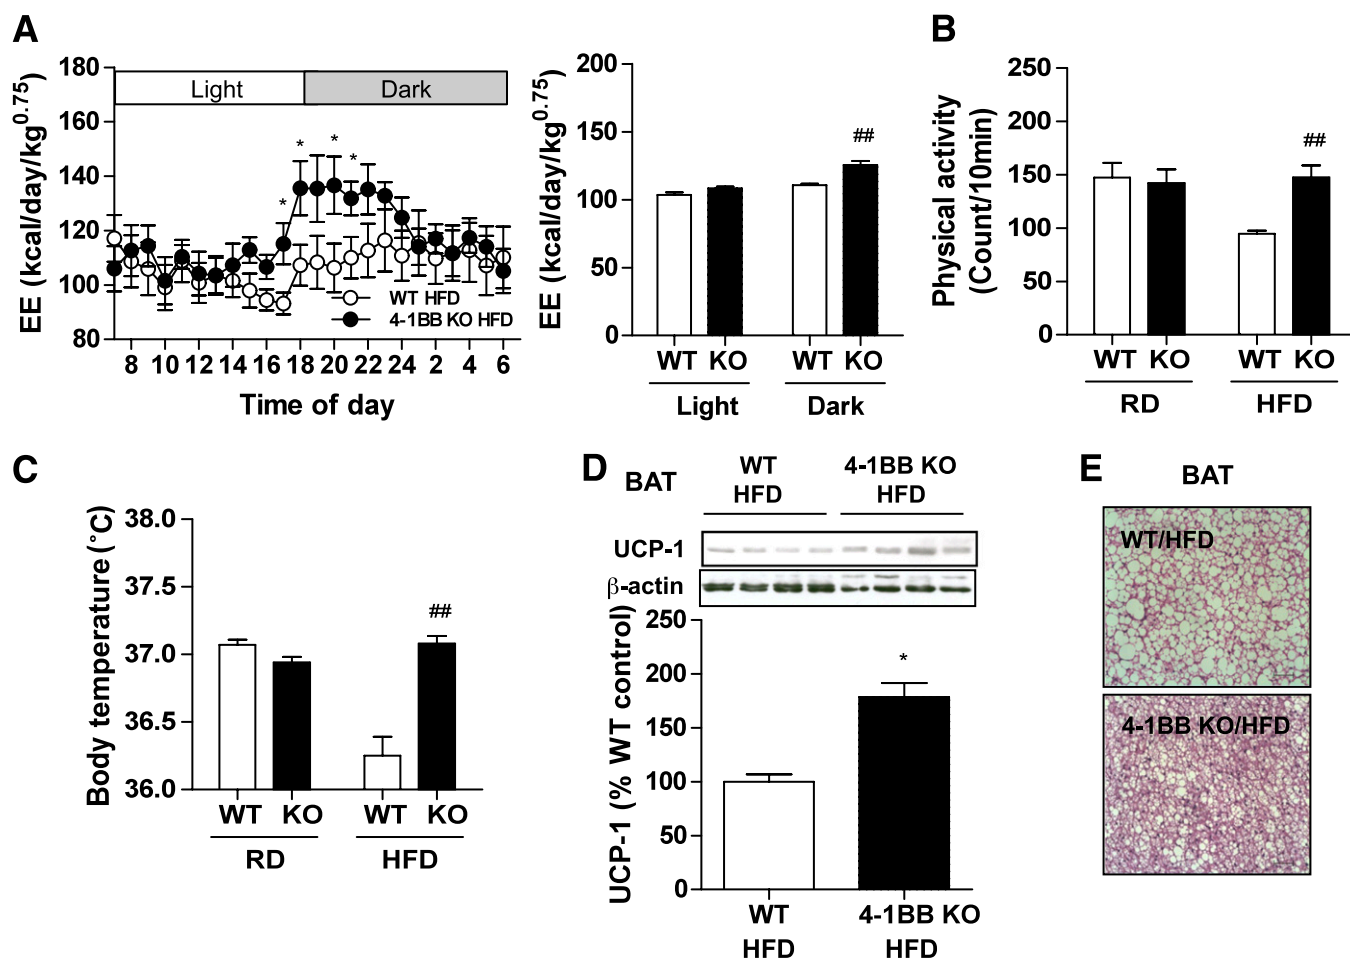 A
EE (kcal/day/kg0.75)
180
160
140
120
100
80
Light
Dark
*
*
*
*
WT HFD
4-1BB KO HFD
8 10 12 14 16 18 20 22 24 2 4 6
Time of day
EE (kcal/day/kg0.75)
200
150
100
50
0
##
WT KO WT KO
Light Dark
B
Physical activity
(Count/10min)
250
200
150
100
50
0
##
WT KO WT KO
RD HFD
C
Body temperature (°C)
38.0
37.5
37.0
36.5
36.0
##
WT KO WT KO
RD HFD
D
BAT
WT
HFD
4-1BB KO
HFD
UCP-1
β-actin
UCP-1 (% WT control)
250
200
150
100
50
0
*
WT
HFD
4-1BB KO
HFD
E
BAT
WT/HFD
4-1BB KO/HFD